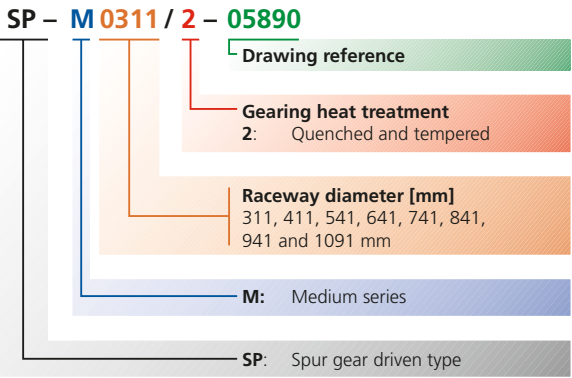 SP – M 0311 / 2 – 05890
Drawing reference
Gearing heat treatment
2: Quenched and tempered
Raceway diameter [mm]
311, 411, 541, 641, 741, 841,
941 and 1091 mm
M: Medium series
SP: Spur gear driven type